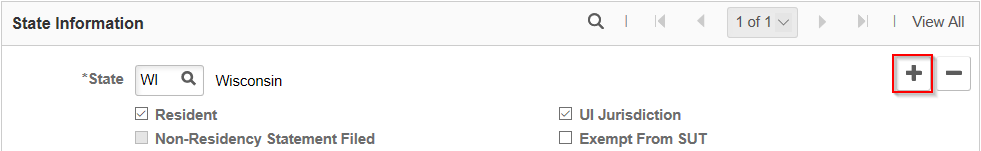 State Information 1 of 1 View All
*State WI Wisconsin
Resident UI Jurisdiction
Non-Residency Statement Filed Exempt From SUT